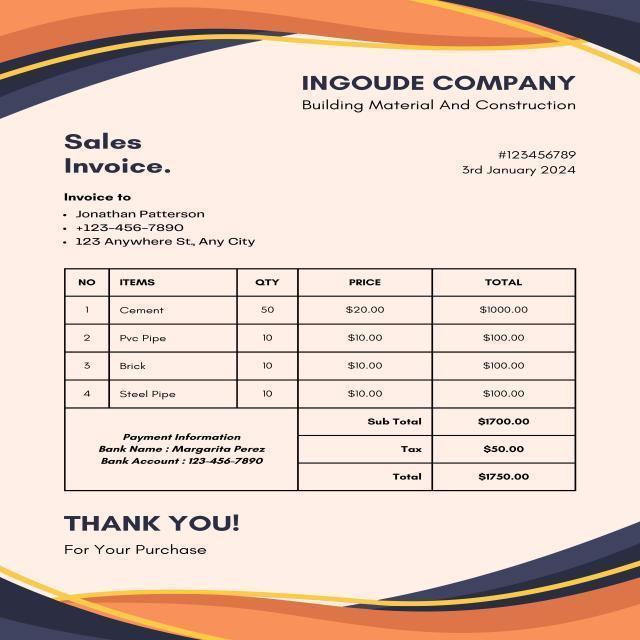 INGOUDE COMPANY
Building Material And Construction
Sales
Invoice.
#123456789
3rd January 2024
Invoice to
• Jonathan Patterson
• +123-456-7890
• 123 Anywhere St., Any City
NO ITEMS QTY PRICE TOTAL
1 Cement 50 $20.00 $1000.00
2 Pvc Pipe 10 $10.00 $100.00
3 Brick 10 $10.00 $100.00
4 Steel Pipe 10 $10.00 $100.00
Sub Total $1700.00
Payment Information
Bank Name : Margarita Perez
Bank Account : 123-456-7890
Tax $50.00
Total $1750.00
THANK YOU!
For Your Purchase